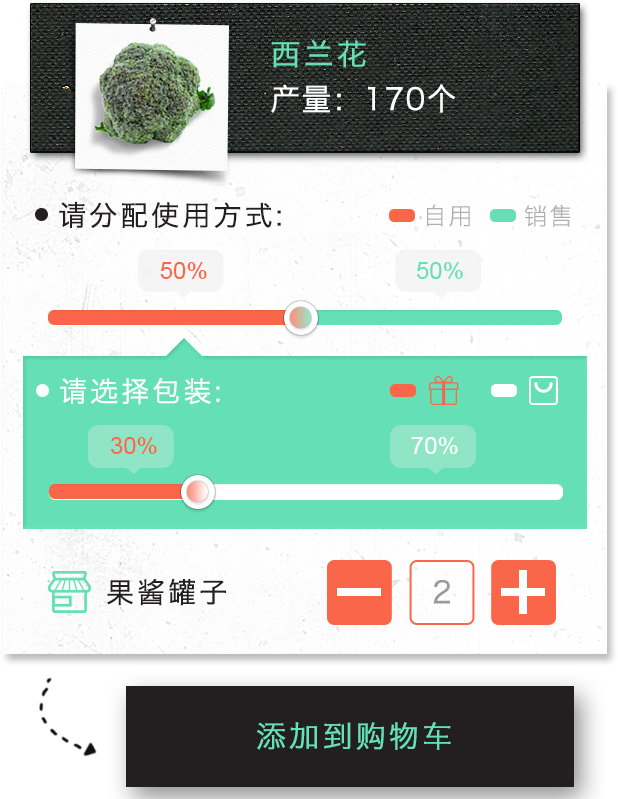 西兰花
产量：170个
请分配使用方式:
自用 销售
50% 50%
请选择包装:
30% 70%
果酱罐子
2
添加到购物车